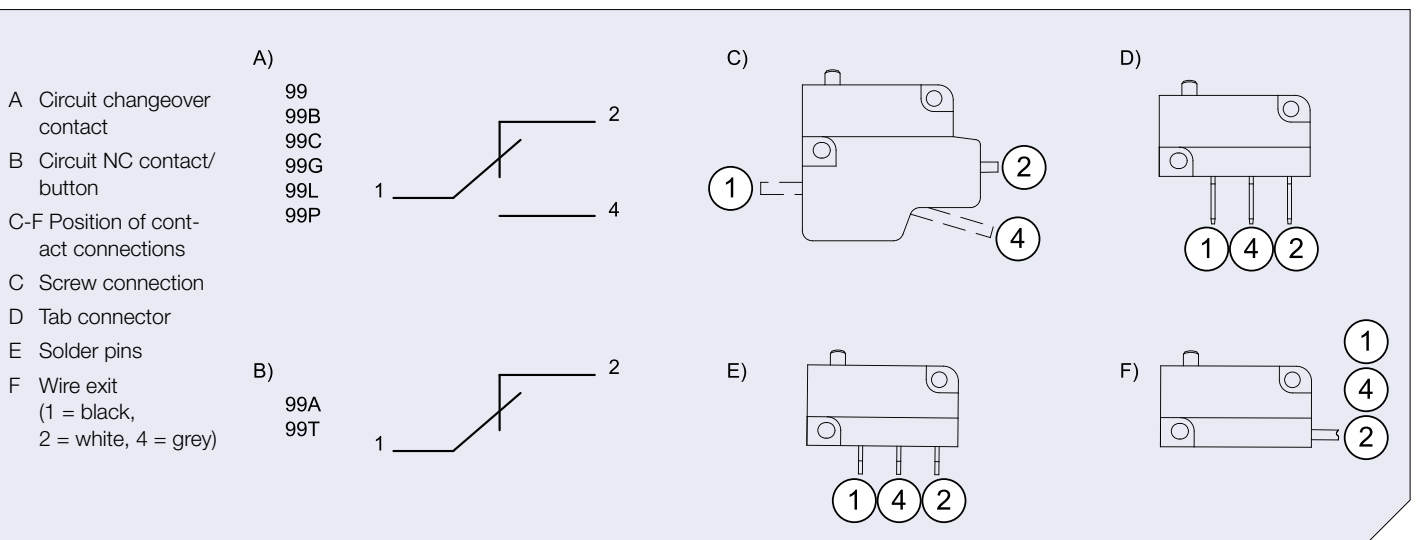 A Circuit changeover
contact
B Circuit NC contact/
button
C-F Position of cont-
act connections
C Screw connection
D Tab connector
E Solder pins
F Wire exit
(1 = black,
2 = white, 4 = grey)
A)
99
99B
99C
99G
99L
99P
1
2
4
B)
99A
99T
1
2
C)
1
2
4
D)
1 4 2
E)
1 4 2
F)
1
4
2